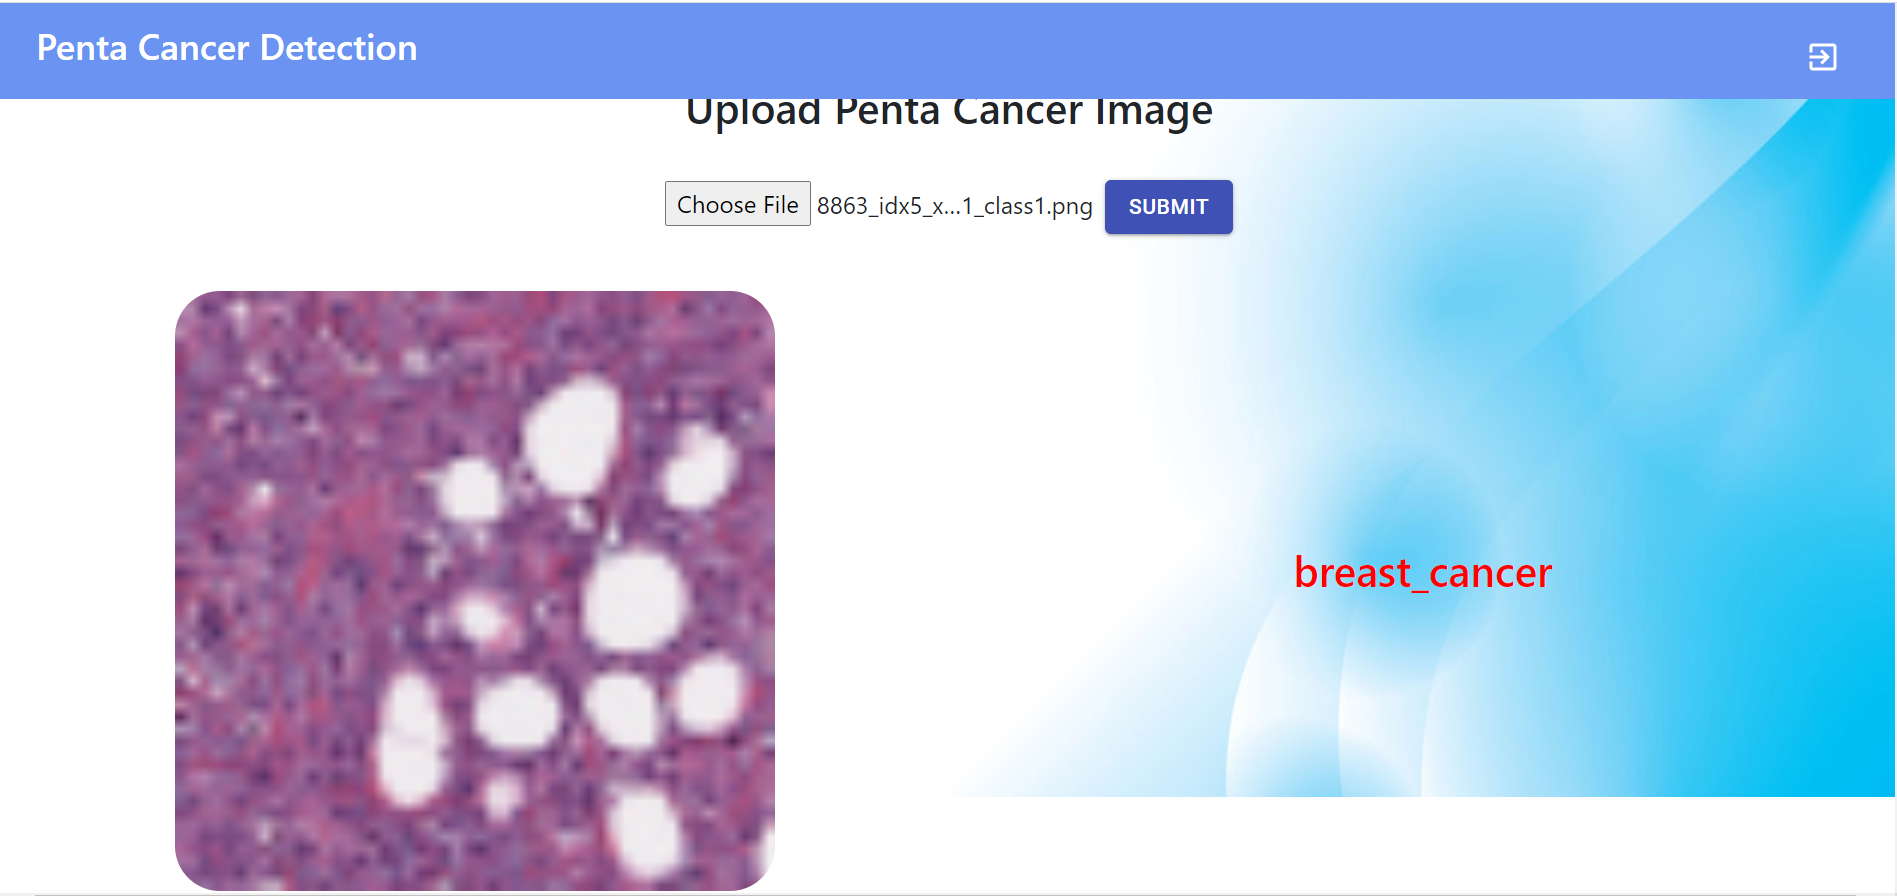 Penta Cancer Detection
Upload Penta Cancer Image
Choose File 8863_idx5_x...1_class1.png SUBMIT
breast_cancer